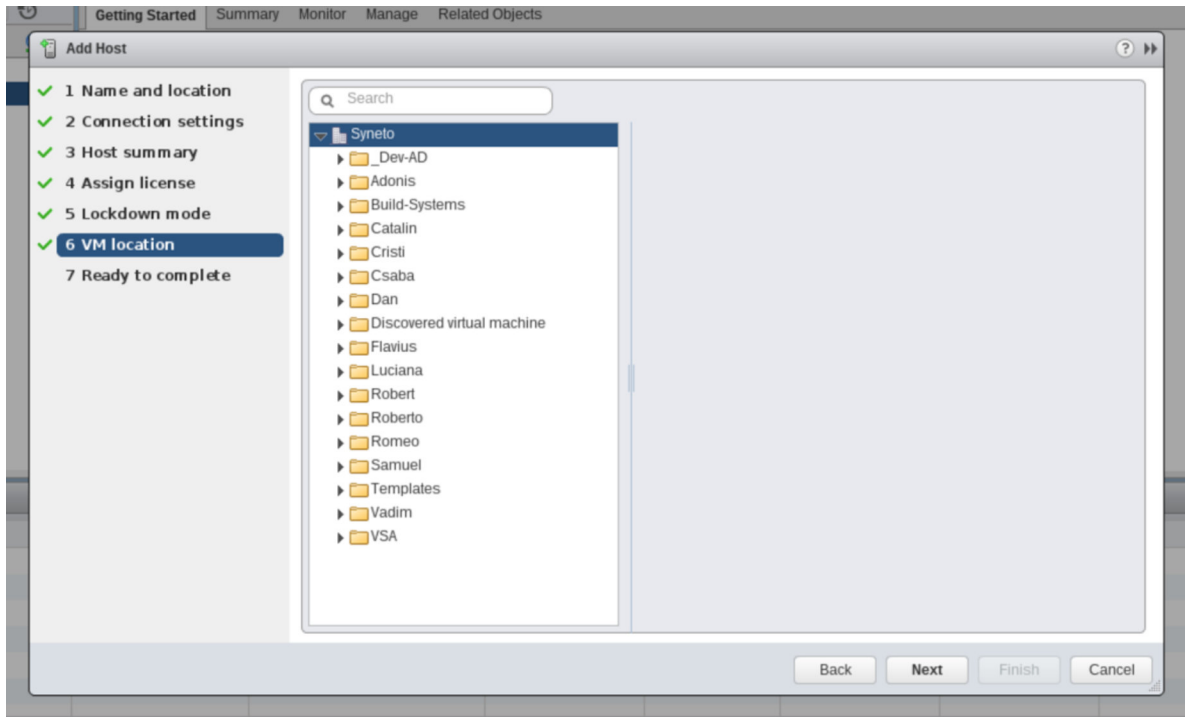 Getting Started Summary Monitor Manage Related Objects
Add Host
?
1 Name and location
2 Connection settings
3 Host summary
4 Assign license
5 Lockdown mode
6 VM location
7 Ready to complete
Search
Syneto
_Dev-AD
Adonis
Build-Systems
Catalin
Cristi
Csaba
Dan
Discovered virtual machine
Flavius
Luciana
Robert
Roberto
Romeo
Samuel
Templates
Vadim
VSA
Back Next Finish Cancel